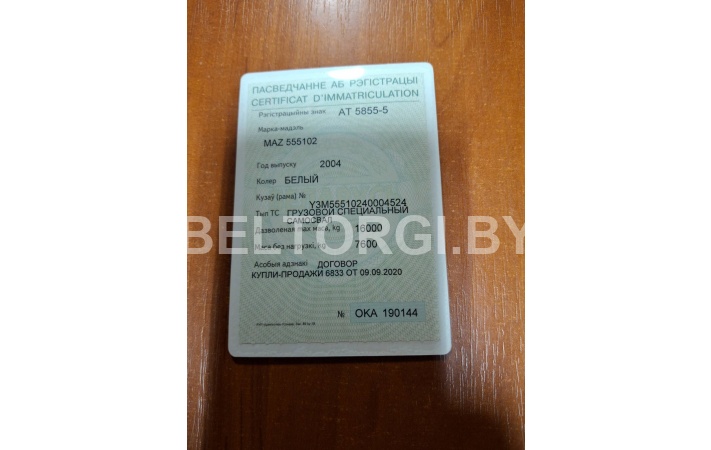 ПАСВЕДЧАННЕ АБ РЭГІСТРАЦЫІ
CERTIFICAT D'IMMATRICULATION
Рэгістрацыйны знак AT 5855-5
Марка-мадэль
MAZ 555102
Год выпуску 2004
Колер БЕЛЫЙ
Кузаў (рама) № Y3M55510240004524
Тып ТС ГРУЗОВОЙ СПЕЦИАЛЬНЫЙ
САМОСВАЛ
Дазволеная max маса, kg 16000
BELTORGI.BY
Маса без нагрузкі, kg 7600
Асобыя адзнакі ДОГОВОР
КУПЛИ-ПРОДАЖИ 6833 ОТ 09.09.2020
№ OKA 190144